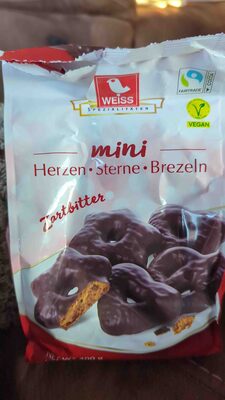 WEISS
SPEZIALITÄTEN
FAIRTRADE
VEGAN
mini
Herzen • Sterne • Brezeln
Zartbitter